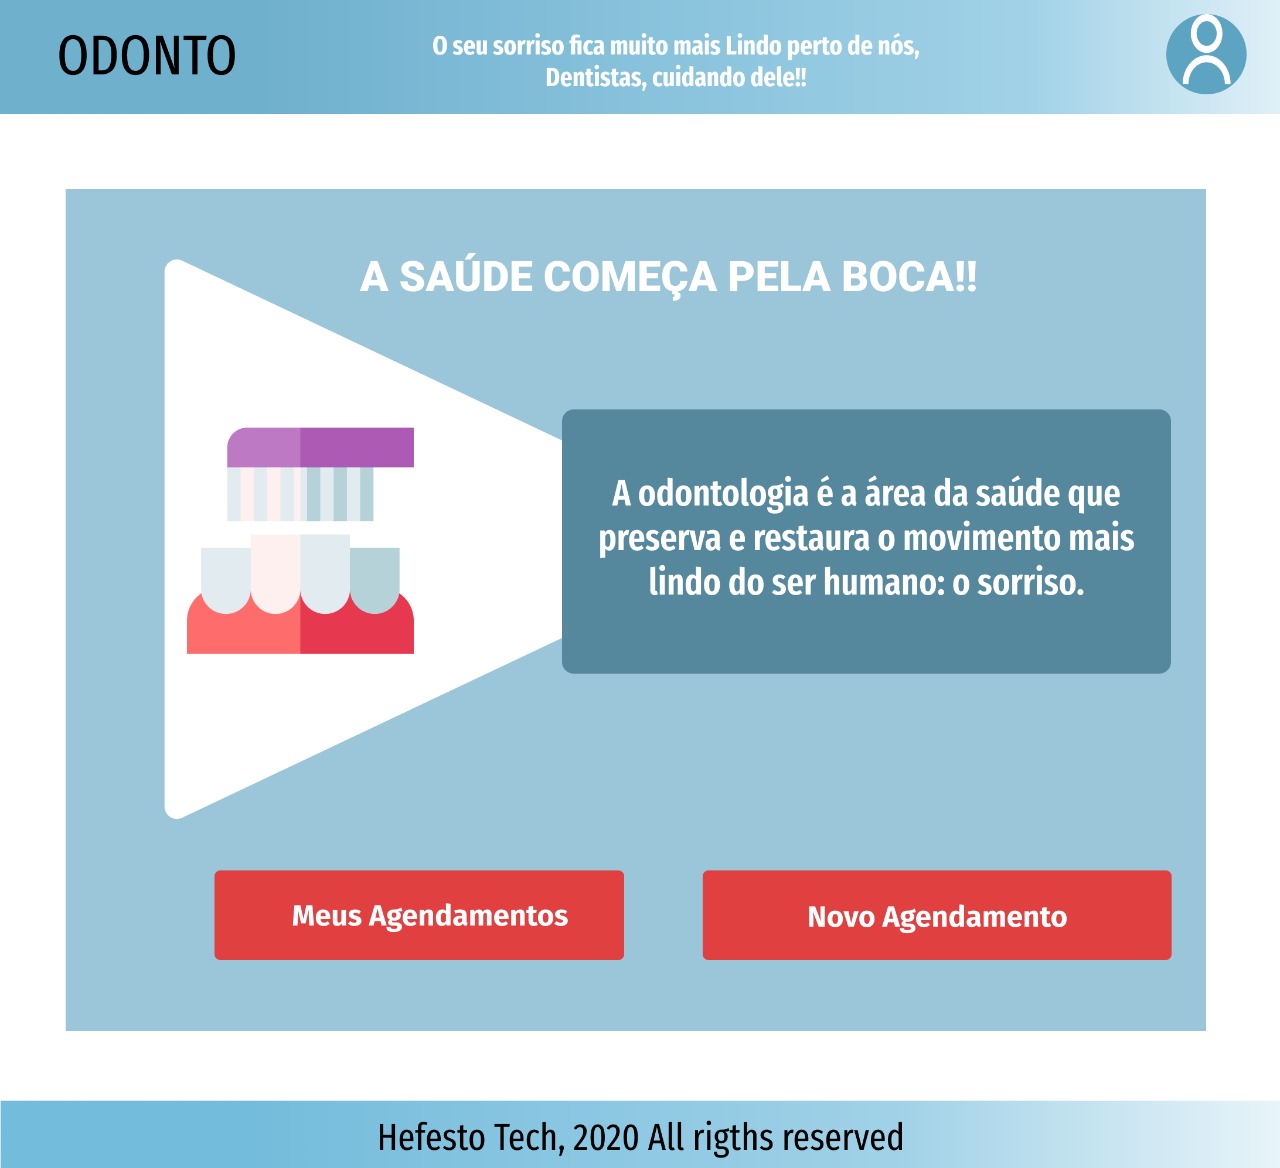 ODONTO
O seu sorriso fica muito mais Lindo perto de nós,
Dentistas, cuidando dele!!
A SAÚDE COMEÇA PELA BOCA!!
A odontologia é a área da saúde que
preserva e restaura o movimento mais
lindo do ser humano: o sorriso.
Meus Agendamentos
Novo Agendamento
Hefesto Tech, 2020 All rigths reserved